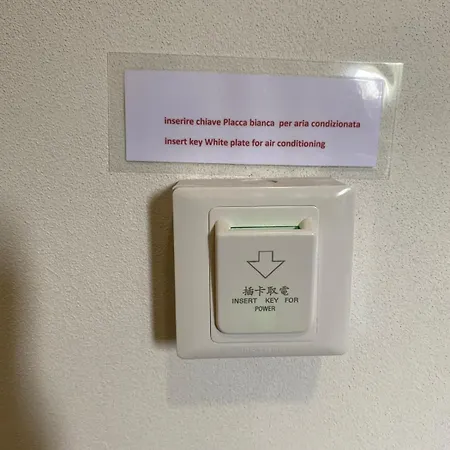 inserire chiave Placca bianca per aria condizionata
insert key White plate for air conditioning
插卡取電
INSERT KEY FOR
POWER